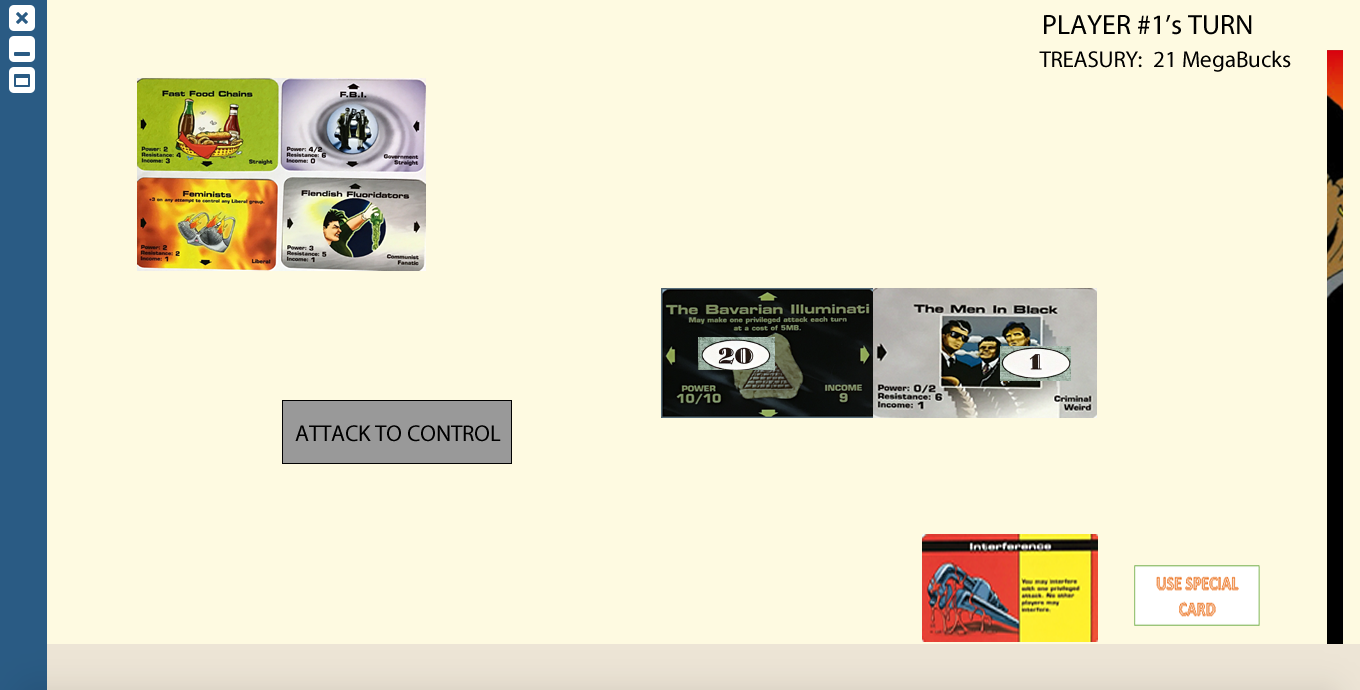 PLAYER #1's TURN
TREASURY: 21 MegaBucks
Fast Food Chains
Power: 2
Resistance: 4
Income: 3
Straight
F.B.I.
Power: 4/2
Resistance: 6
Income: 0
Government
Straight
Feminists
+3 on any attempt to control any Liberal group.
Power: 2
Resistance: 2
Income: 1
Liberal
Fiendish Fluoridators
Power: 3
Resistance: 5
Income: 1
Communist
Fanatic
The Bavarian Illuminati
May make one privileged attack each turn
at a cost of 5MB.
20
POWER
10/10
INCOME
9
The Men In Black
1
Power: 0/2
Resistance: 6
Income: 1
Criminal
Weird
ATTACK TO CONTROL
Interference
You may interfere
with one privileged
attack. No other
players may
interfere.
USE SPECIAL
CARD